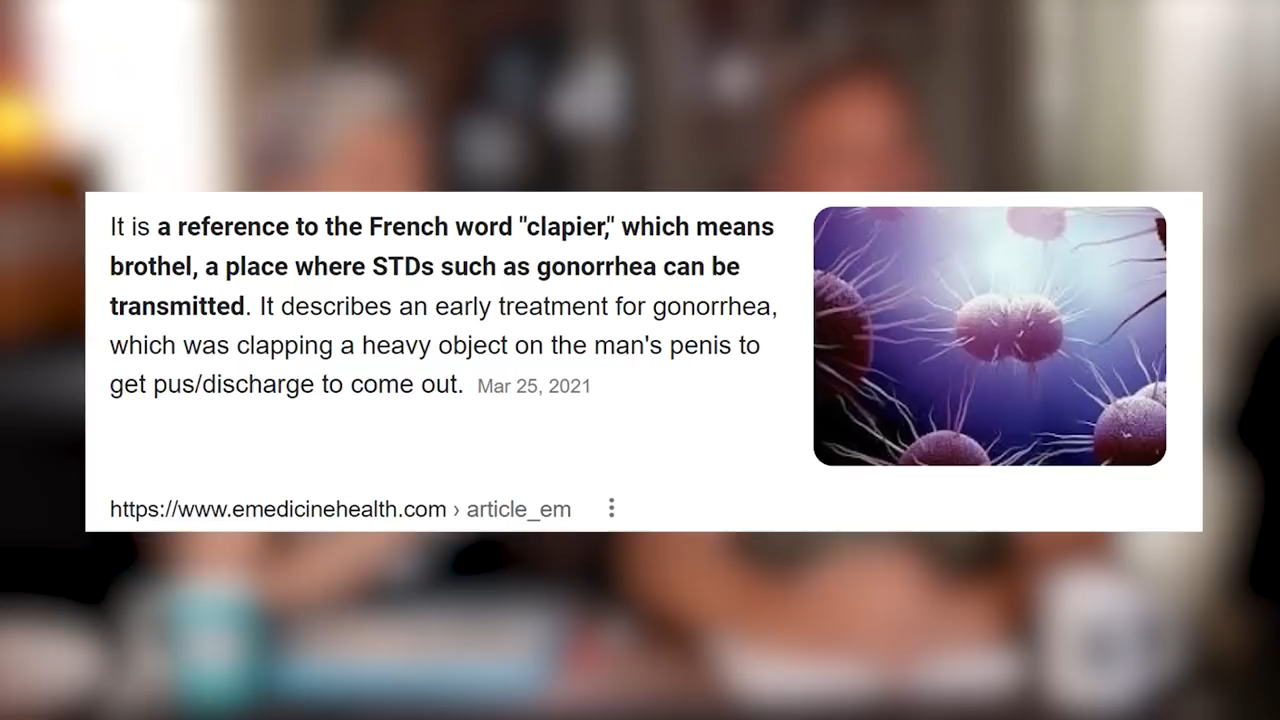 It is a reference to the French word "clapier," which means
brothel, a place where STDs such as gonorrhea can be
transmitted. It describes an early treatment for gonorrhea,
which was clapping a heavy object on the man's penis to
get pus/discharge to come out. Mar 25, 2021
https://www.emedicinehealth.com › article_em